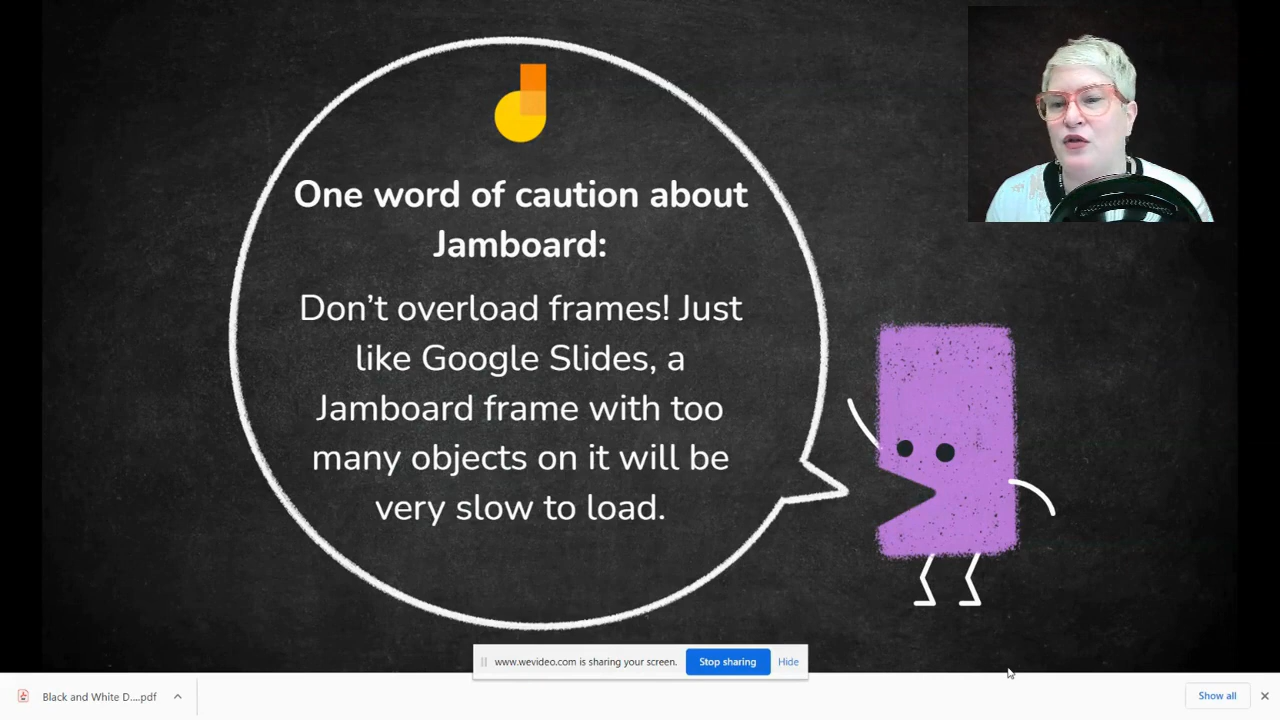 One word of caution about
Jamboard:
Don’t overload frames! Just
like Google Slides, a
Jamboard frame with too
many objects on it will be
very slow to load.
www.wevideo.com is sharing your screen. Stop sharing Hide
Black and White D....pdf Show all